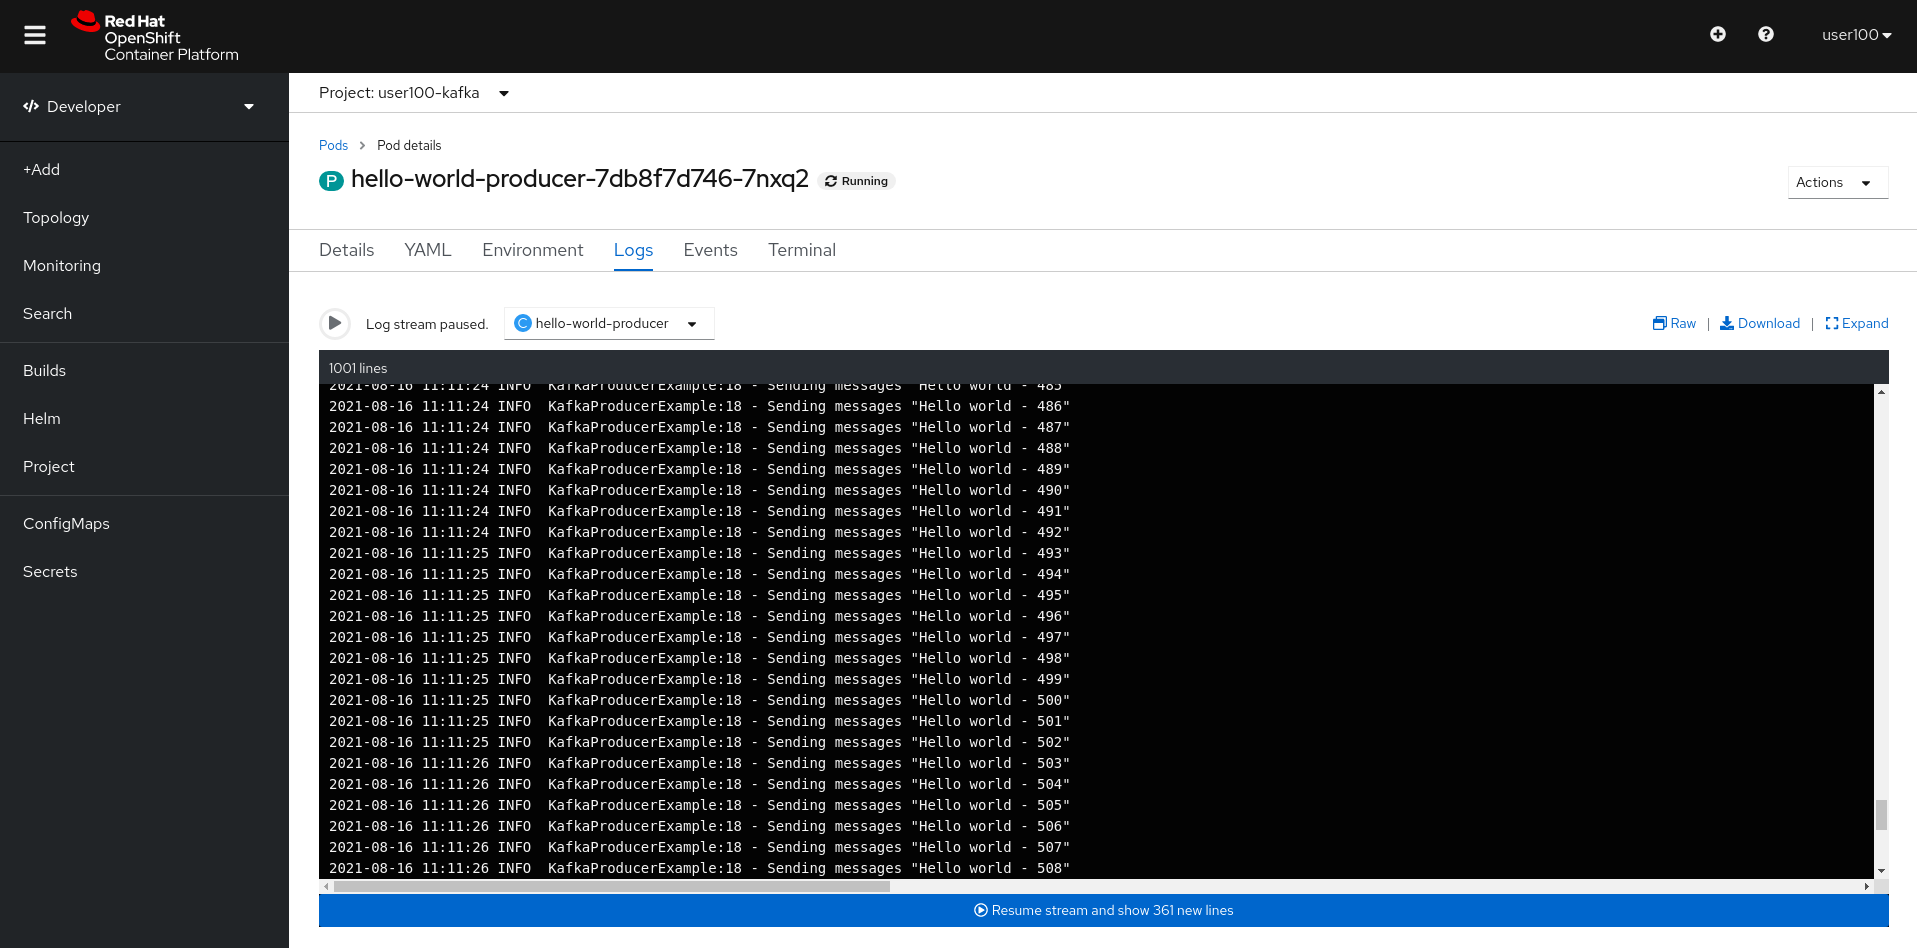 Red Hat
OpenShift
Container Platform
user100
Developer
+Add
Topology
Monitoring
Search
Builds
Helm
Project
ConfigMaps
Secrets
Project: user100-kafka
Pods > Pod details
P hello-world-producer-7db8f7d746-7nxq2 Running
Actions
Details YAML Environment Logs Events Terminal
Log stream paused. C hello-world-producer Raw | Download | Expand
1001 lines
2021-08-16 11:11:24 INFO  KafkaProducerExample:18 - Sending messages "Hello world - 485"
2021-08-16 11:11:24 INFO  KafkaProducerExample:18 - Sending messages "Hello world - 486"
2021-08-16 11:11:24 INFO  KafkaProducerExample:18 - Sending messages "Hello world - 487"
2021-08-16 11:11:24 INFO  KafkaProducerExample:18 - Sending messages "Hello world - 488"
2021-08-16 11:11:24 INFO  KafkaProducerExample:18 - Sending messages "Hello world - 489"
2021-08-16 11:11:24 INFO  KafkaProducerExample:18 - Sending messages "Hello world - 490"
2021-08-16 11:11:24 INFO  KafkaProducerExample:18 - Sending messages "Hello world - 491"
2021-08-16 11:11:24 INFO  KafkaProducerExample:18 - Sending messages "Hello world - 492"
2021-08-16 11:11:25 INFO  KafkaProducerExample:18 - Sending messages "Hello world - 493"
2021-08-16 11:11:25 INFO  KafkaProducerExample:18 - Sending messages "Hello world - 494"
2021-08-16 11:11:25 INFO  KafkaProducerExample:18 - Sending messages "Hello world - 495"
2021-08-16 11:11:25 INFO  KafkaProducerExample:18 - Sending messages "Hello world - 496"
2021-08-16 11:11:25 INFO  KafkaProducerExample:18 - Sending messages "Hello world - 497"
2021-08-16 11:11:25 INFO  KafkaProducerExample:18 - Sending messages "Hello world - 498"
2021-08-16 11:11:25 INFO  KafkaProducerExample:18 - Sending messages "Hello world - 499"
2021-08-16 11:11:25 INFO  KafkaProducerExample:18 - Sending messages "Hello world - 500"
2021-08-16 11:11:25 INFO  KafkaProducerExample:18 - Sending messages "Hello world - 501"
2021-08-16 11:11:25 INFO  KafkaProducerExample:18 - Sending messages "Hello world - 502"
2021-08-16 11:11:26 INFO  KafkaProducerExample:18 - Sending messages "Hello world - 503"
2021-08-16 11:11:26 INFO  KafkaProducerExample:18 - Sending messages "Hello world - 504"
2021-08-16 11:11:26 INFO  KafkaProducerExample:18 - Sending messages "Hello world - 505"
2021-08-16 11:11:26 INFO  KafkaProducerExample:18 - Sending messages "Hello world - 506"
2021-08-16 11:11:26 INFO  KafkaProducerExample:18 - Sending messages "Hello world - 507"
2021-08-16 11:11:26 INFO  KafkaProducerExample:18 - Sending messages "Hello world - 508"
Resume stream and show 361 new lines